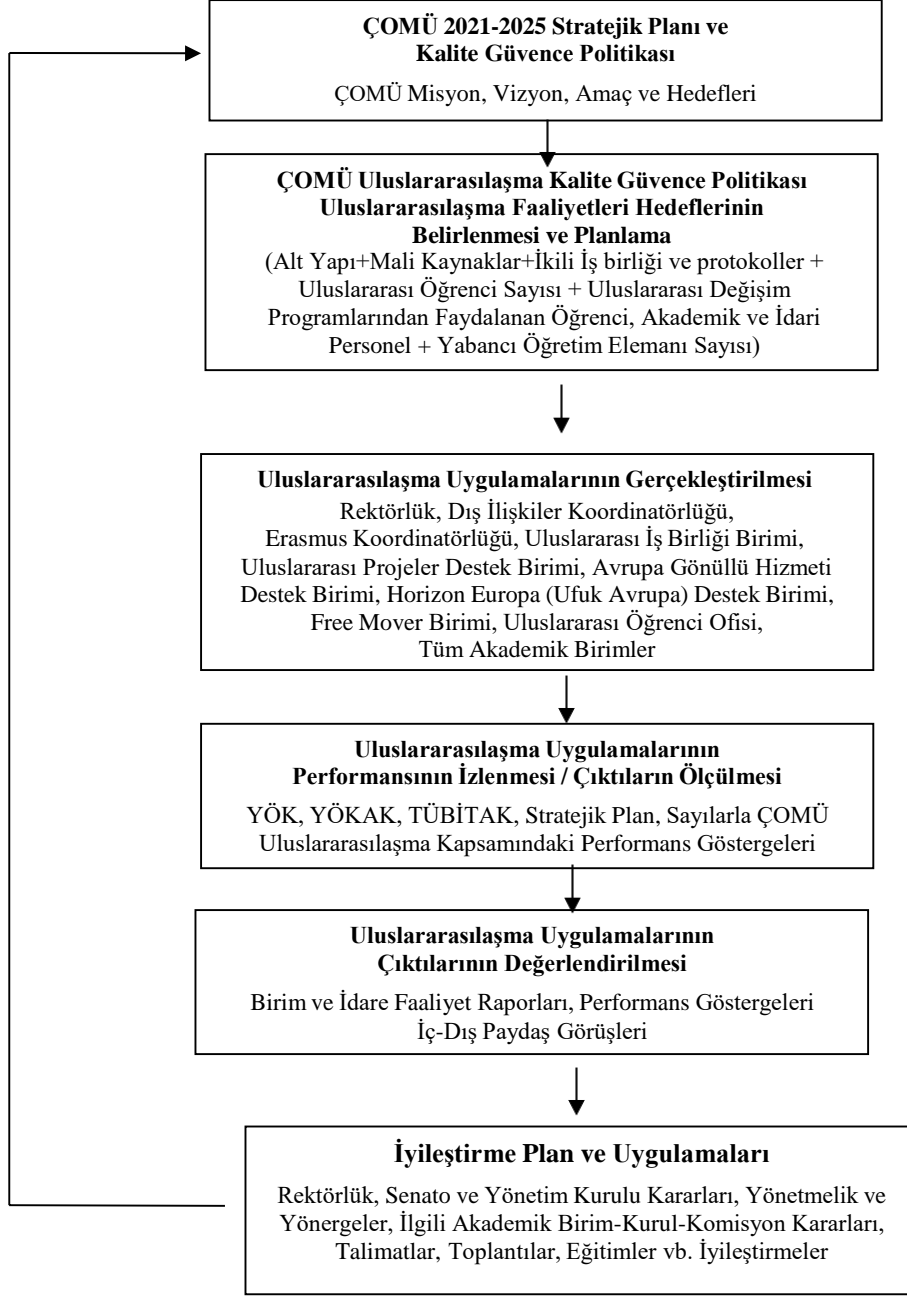 ÇOMÜ 2021-2025 Stratejik Planı ve
Kalite Güvence Politikası
ÇOMÜ Misyon, Vizyon, Amaç ve Hedefleri
ÇOMÜ Uluslararasılaşma Kalite Güvence Politikası
Uluslararasılaşma Faaliyetleri Hedeflerinin
Belirlenmesi ve Planlama
(Alt Yapı+Mali Kaynaklar+İkili İş birliği ve protokoller +
Uluslararası Öğrenci Sayısı + Uluslararası Değişim
Programlarından Faydalanan Öğrenci, Akademik ve İdari
Personel + Yabancı Öğretim Elemanı Sayısı)
Uluslararasılaşma Uygulamalarının Gerçekleştirilmesi
Rektörlük, Dış İlişkiler Koordinatörlüğü,
Erasmus Koordinatörlüğü, Uluslararası İş Birliği Birimi,
Uluslararası Projeler Destek Birimi, Avrupa Gönüllü Hizmeti
Destek Birimi, Horizon Europa (Ufuk Avrupa) Destek Birimi,
Free Mover Birimi, Uluslararası Öğrenci Ofisi,
Tüm Akademik Birimler
Uluslararasılaşma Uygulamalarının
Performansının İzlenmesi / Çıktıların Ölçülmesi
YÖK, YÖKAK, TÜBİTAK, Stratejik Plan, Sayılarla ÇOMÜ
Uluslararasılaşma Kapsamındaki Performans Göstergeleri
Uluslararasılaşma Uygulamalarının
Çıktılarının Değerlendirilmesi
Birim ve İdare Faaliyet Raporları, Performans Göstergeleri
İç-Dış Paydaş Görüşleri
İyileştirme Plan ve Uygulamaları
Rektörlük, Senato ve Yönetim Kurulu Kararları, Yönetmelik ve
Yönergeler, İlgili Akademik Birim-Kurul-Komisyon Kararları,
Talimatlar, Toplantılar, Eğitimler vb. İyileştirmeler